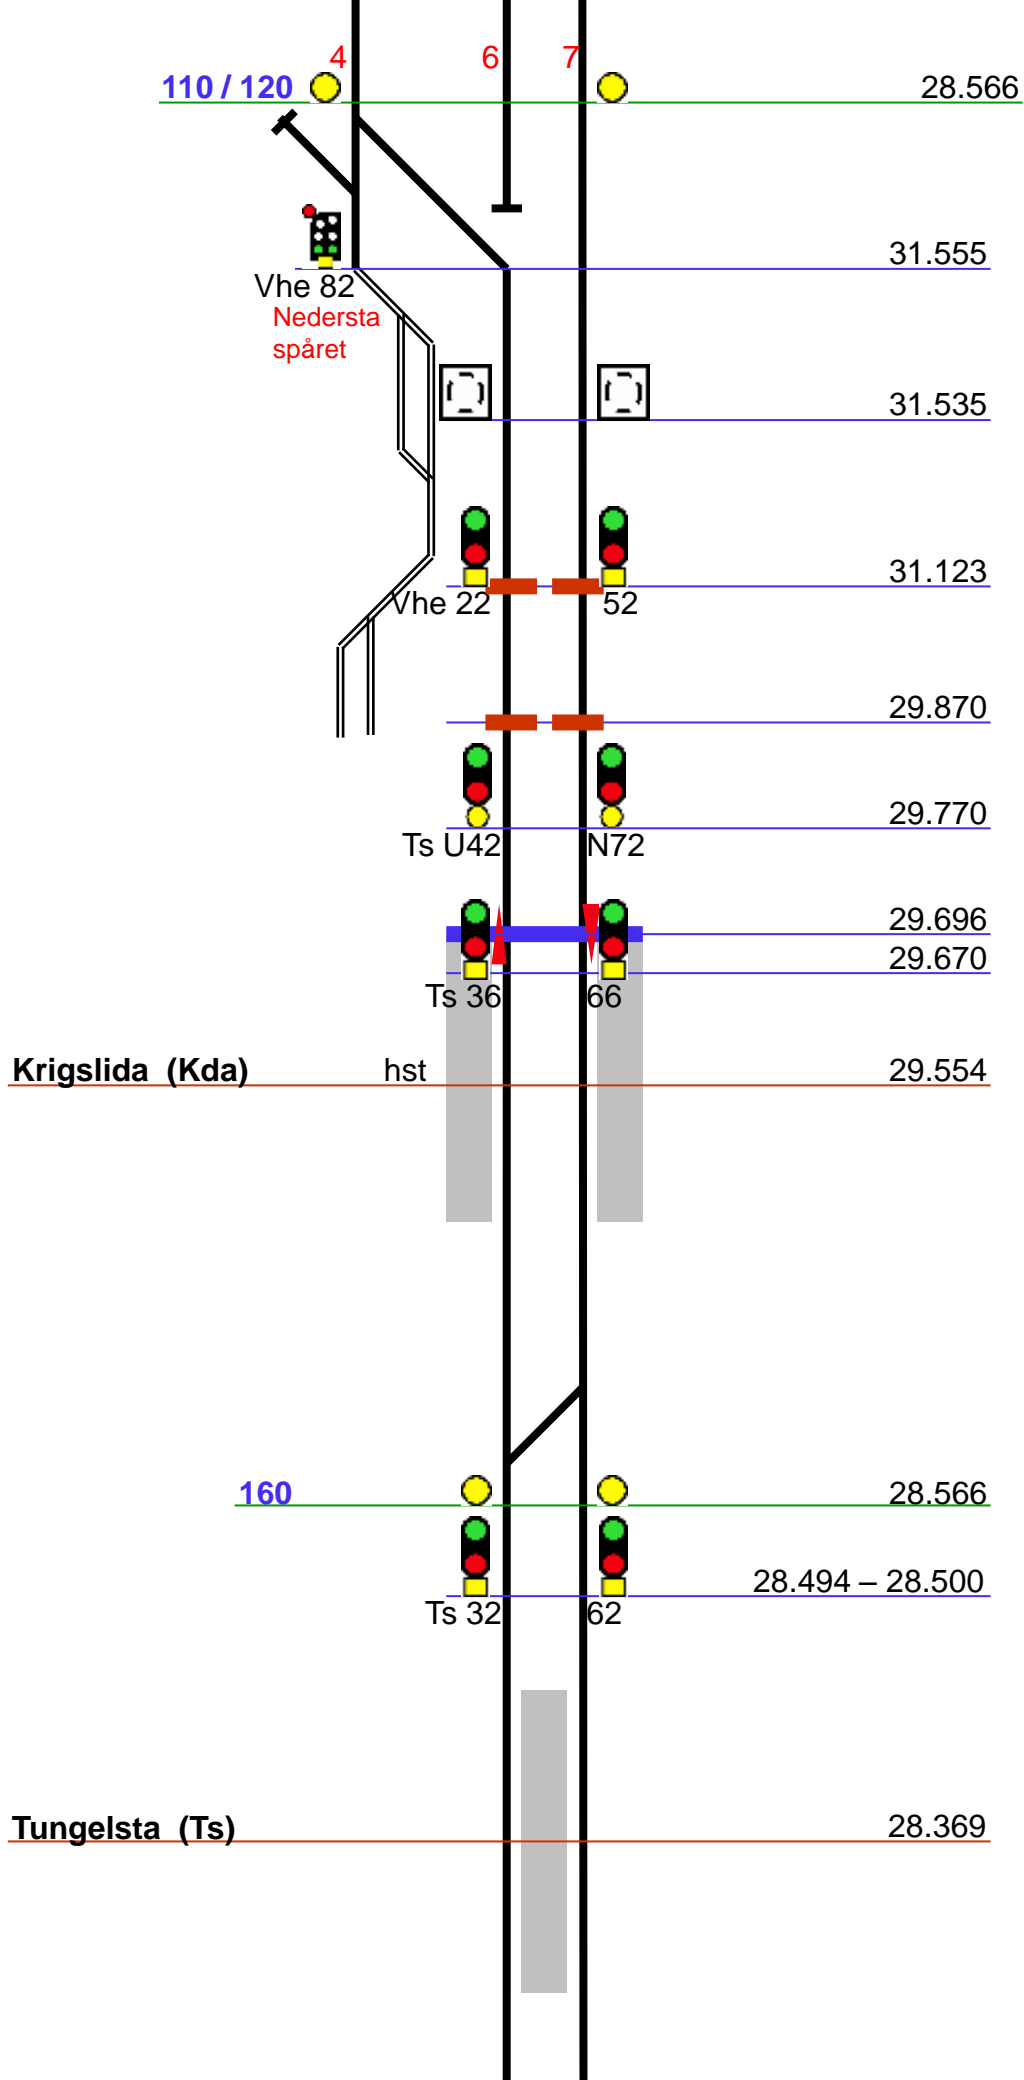 4 6 7
110 / 120 28.566
31.555
Vhe 82
Nedersta
spåret
31.535
31.123
Vhe 22 52
29.870
29.770
Ts U42 N72
29.696
29.670
Ts 36 66
Krigslida (Kda) hst 29.554
160 28.566
28.494 – 28.500
Ts 32 62
Tungelsta (Ts) 28.369